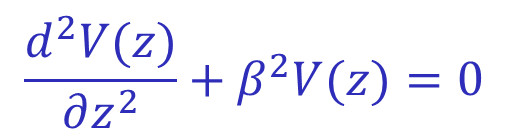 d²V(z)/∂z² + β²V(z) = 0